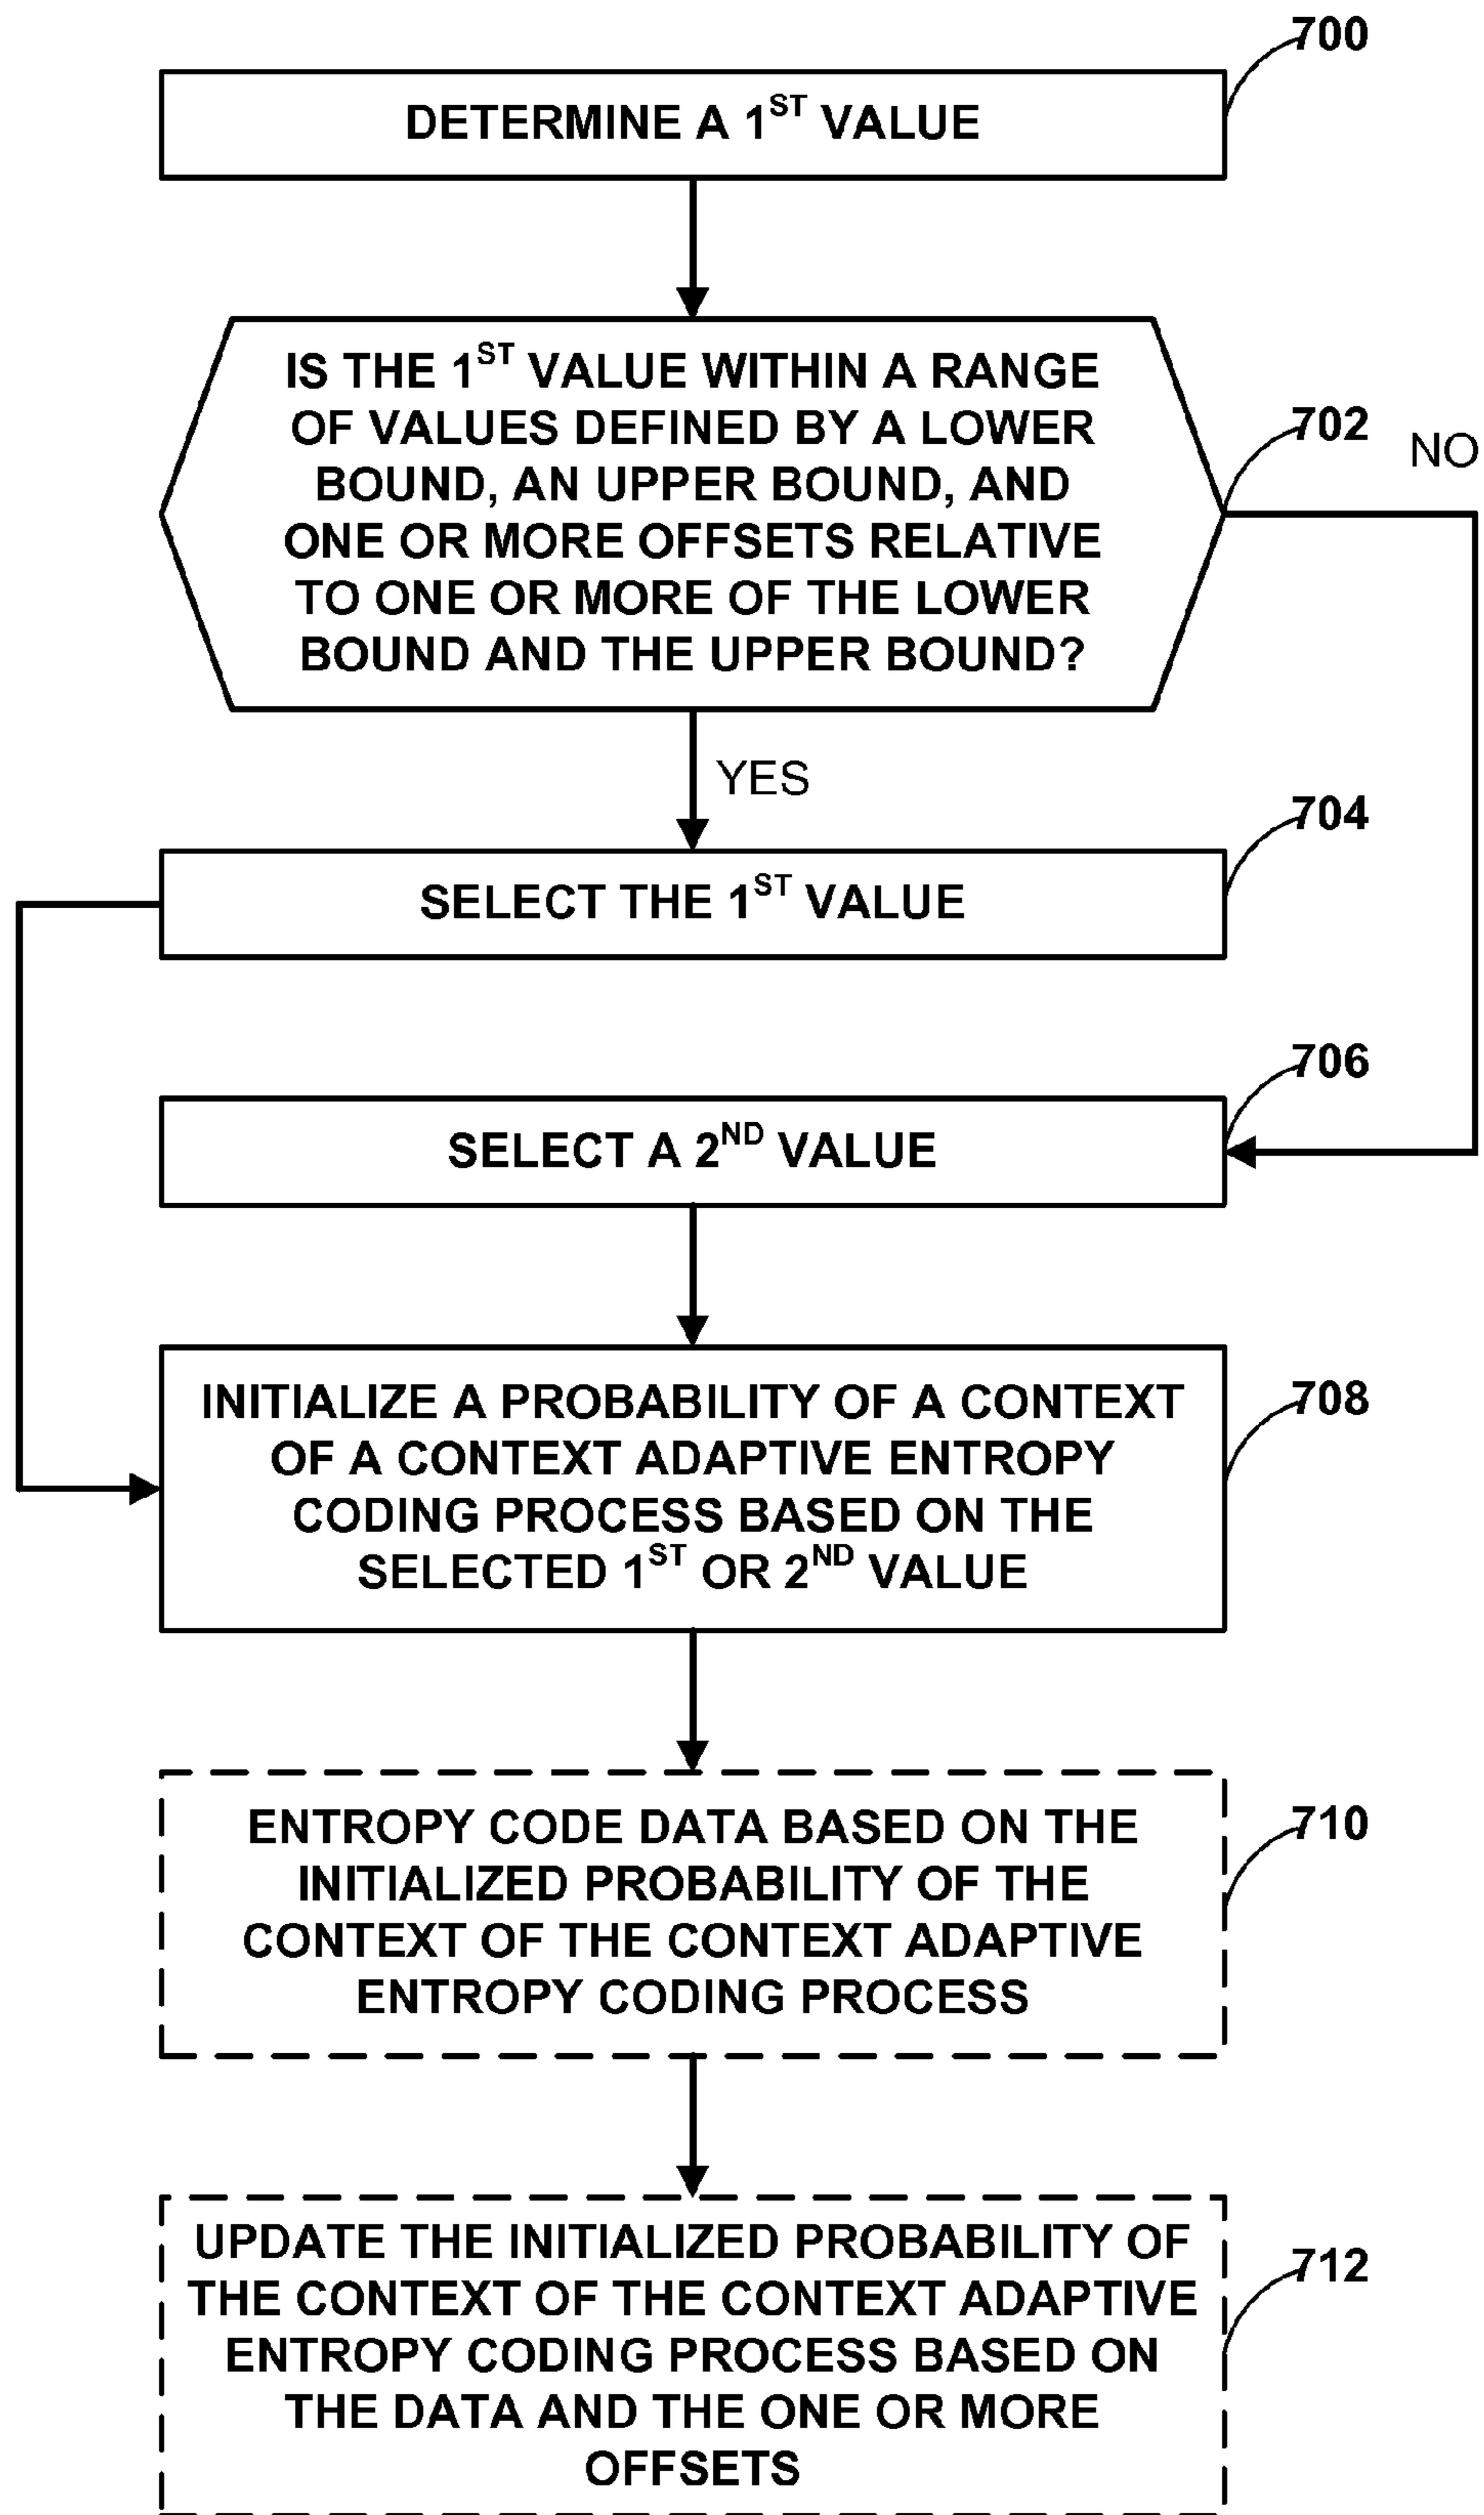 700
DETERMINE A 1ST VALUE
IS THE 1ST VALUE WITHIN A RANGE
OF VALUES DEFINED BY A LOWER
BOUND, AN UPPER BOUND, AND
ONE OR MORE OFFSETS RELATIVE
TO ONE OR MORE OF THE LOWER
BOUND AND THE UPPER BOUND?
702
NO
YES
704
SELECT THE 1ST VALUE
706
SELECT A 2ND VALUE
INITIALIZE A PROBABILITY OF A CONTEXT
OF A CONTEXT ADAPTIVE ENTROPY
CODING PROCESS BASED ON THE
SELECTED 1ST OR 2ND VALUE
708
ENTROPY CODE DATA BASED ON THE
INITIALIZED PROBABILITY OF THE
CONTEXT OF THE CONTEXT ADAPTIVE
ENTROPY CODING PROCESS
710
UPDATE THE INITIALIZED PROBABILITY OF
THE CONTEXT OF THE CONTEXT ADAPTIVE
ENTROPY CODING PROCESS BASED ON
THE DATA AND THE ONE OR MORE
OFFSETS
712